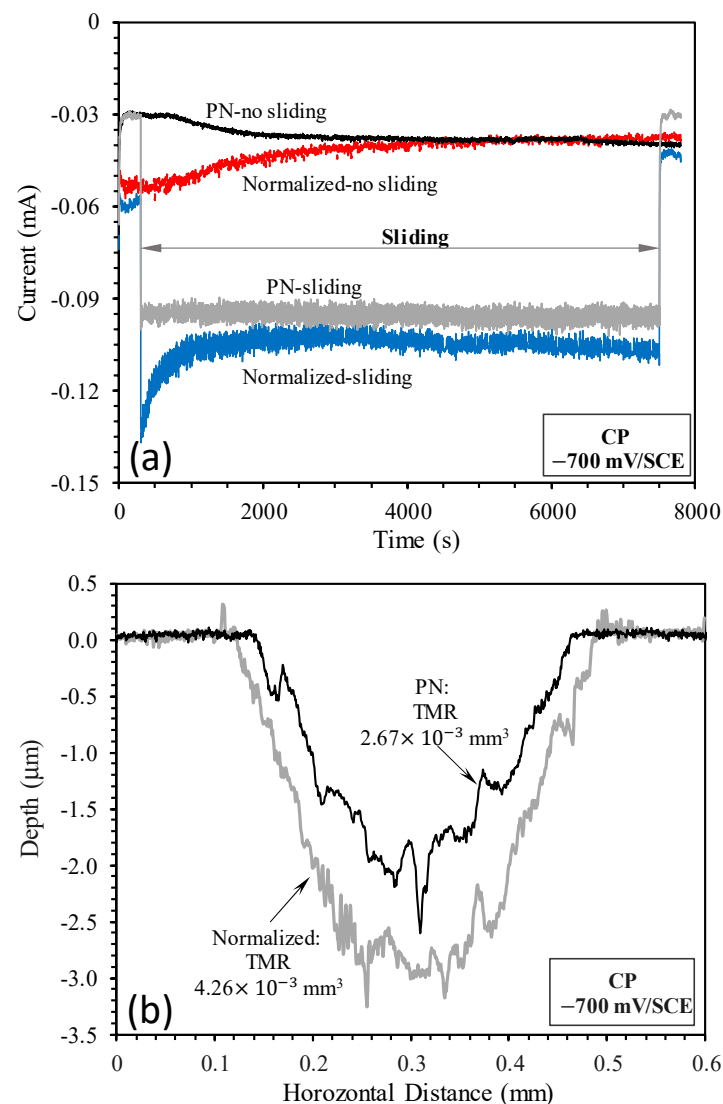 0
-0.03
-0.06
-0.09
-0.12
-0.15
Current (mA)
PN-no sliding
Normalized-no sliding
Sliding
PN-sliding
Normalized-sliding
(a)
CP
−700 mV/SCE
0 2000 4000 6000 8000
Time (s)
0.5
0.0
-0.5
-1.0
-1.5
-2.0
-2.5
-3.0
-3.5
Depth (μm)
PN:
TMR
2.67× 10⁻³ mm³
Normalized:
TMR
4.26× 10⁻³ mm³
(b)
CP
−700 mV/SCE
0 0.2 0.3 0.4 0.5 0.6
Horozontal Distance (mm)